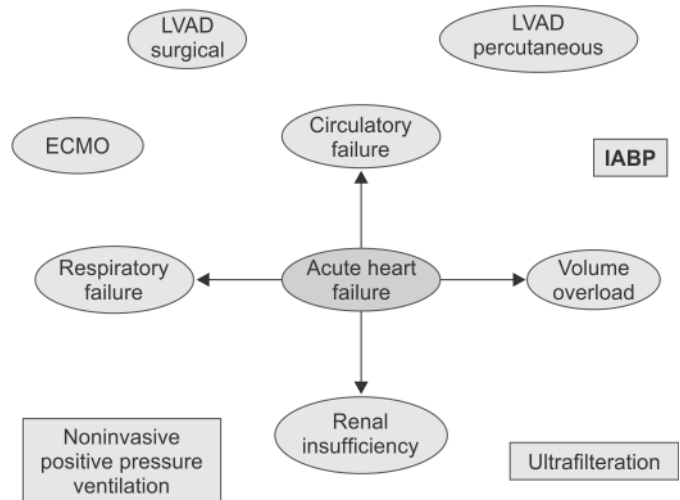 LVAD
surgical
LVAD
percutaneous
ECMO
Circulatory
failure
IABP
Respiratory
failure
Acute heart
failure
Volume
overload
Noninvasive
positive pressure
ventilation
Renal
insufficiency
Ultrafilteration